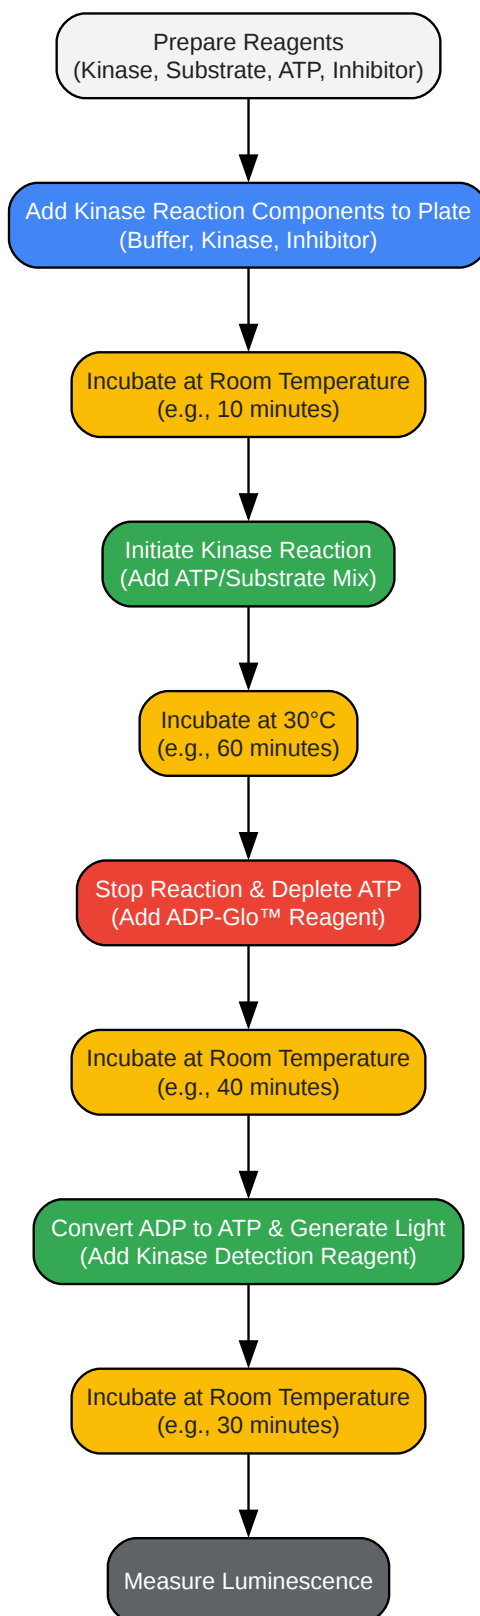 Prepare Reagents
(Kinase, Substrate, ATP, Inhibitor)
Add Kinase Reaction Components to Plate
(Buffer, Kinase, Inhibitor)
Incubate at Room Temperature
(e.g., 10 minutes)
Initiate Kinase Reaction
(Add ATP/Substrate Mix)
Incubate at 30°C
(e.g., 60 minutes)
Stop Reaction & Deplete ATP
(Add ADP-Glo™ Reagent)
Incubate at Room Temperature
(e.g., 40 minutes)
Convert ADP to ATP & Generate Light
(Add Kinase Detection Reagent)
Incubate at Room Temperature
(e.g., 30 minutes)
Measure Luminescence